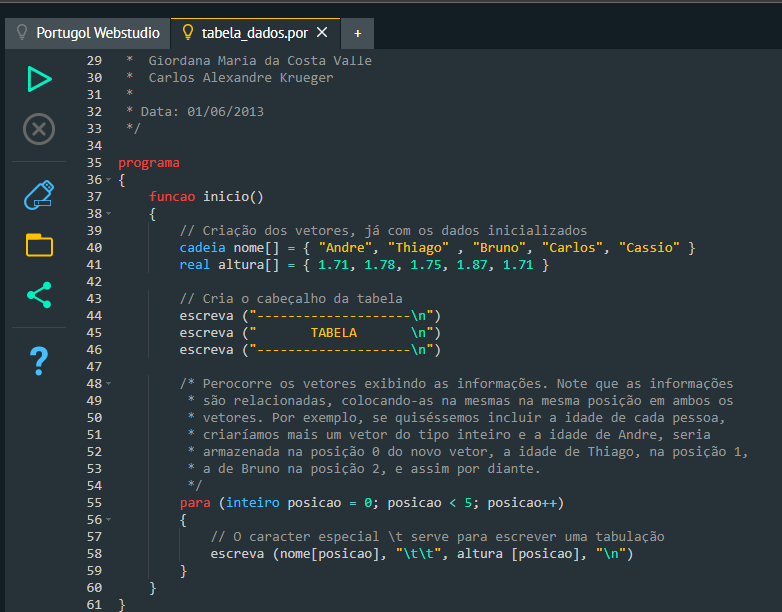 Portugol Webstudio tabela_dados.por × +
29 *  Giordana Maria da Costa Valle
30 *  Carlos Alexandre Krueger
31 *
32 * Data: 01/06/2013
33 */
34
35 programa
36 {
37     funcao inicio()
38     {
39         // Criação dos vetores, já com os dados inicializados
40         cadeia nome[] = { "Andre", "Thiago" , "Bruno", "Carlos", "Cassio" }
41         real altura[] = { 1.71, 1.78, 1.75, 1.87, 1.71 }
42
43         // Cria o cabeçalho da tabela
44         escreva ("--------------------\n")
45         escreva ("       TABELA       \n")
46         escreva ("--------------------\n")
47
48         /* Perocorre os vetores exibindo as informações. Note que as informações
49          * são relacionadas, colocando-as na mesmas na mesma posição em ambos os
50          * vetores. Por exemplo, se quiséssemos incluir a idade de cada pessoa,
51          * criaríamos mais um vetor do tipo inteiro e a idade de Andre, seria
52          * armazenada na posição 0 do novo vetor, a idade de Thiago, na posição 1,
53          * a de Bruno na posição 2, e assim por diante.
54          */
55         para (inteiro posicao = 0; posicao < 5; posicao++)
56         {
57             // O caracter especial \t serve para escrever uma tabulação
58             escreva (nome[posicao], "\t\t", altura [posicao], "\n")
59         }
60     }
61 }
?